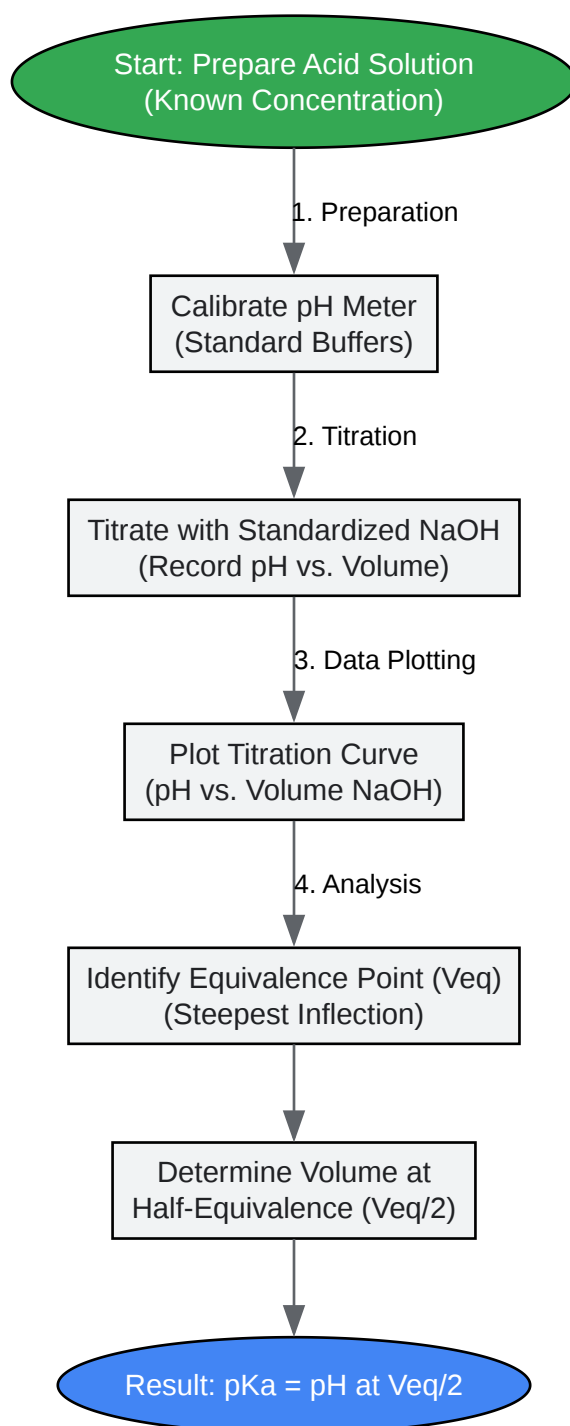 Start: Prepare Acid Solution
(Known Concentration)
1. Preparation
Calibrate pH Meter
(Standard Buffers)
2. Titration
Titrate with Standardized NaOH
(Record pH vs. Volume)
3. Data Plotting
Plot Titration Curve
(pH vs. Volume NaOH)
4. Analysis
Identify Equivalence Point (Veq)
(Steepest Inflection)
Determine Volume at
Half-Equivalence (Veq/2)
Result: pKa = pH at Veq/2